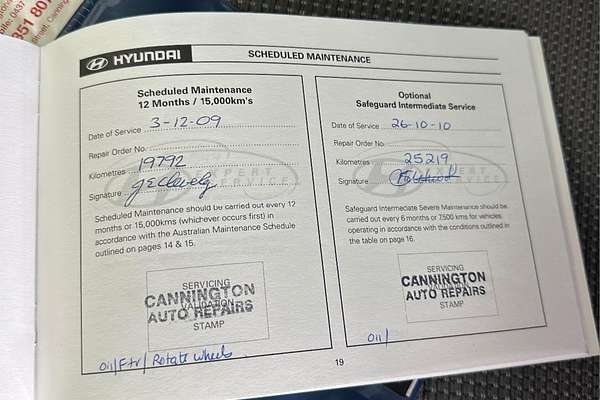 HYUNDAI
SCHEDULED MAINTENANCE
Scheduled Maintenance
12 Months / 15,000km's
Date of Service 3-12-09
Repair Order No.
Kilometres 19792
Signature
Scheduled Maintenance should be carried out every 12
months or 15,000kms (whichever occurs first) in
accordance with the Australian Maintenance Schedule
outlined on pages 14 & 15.
SERVICING
CANNINGTON
VALIDATION
AUTO REPAIRS
STAMP
Oil/Ftr/Rotate wheels
Optional
Safeguard Intermediate Service
Date of Service 26-10-10
Repair Order No.
Kilometres 25219
Signature
Safeguard Intermediate Severe Maintenance should be
carried out every 6 months or 7,500 kms for vehicles
operating in accordance with the conditions outlined in
the table on page 16.
SERVICING
CANNINGTON
VALIDATION
AUTO REPAIRS
STAMP
Oil/
19
EXPERT
SERVICE